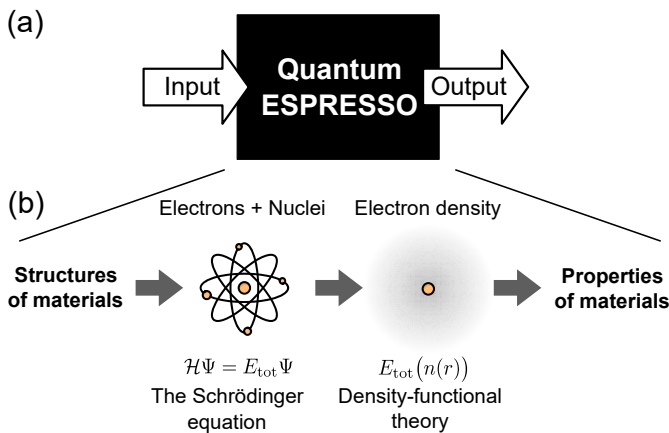 (a)
Input
Quantum
ESPRESSO
Output
(b)
Electrons + Nuclei
Electron density
Structures
of materials
Properties
of materials
ℋΨ = E_totΨ
E_tot(n(r))
The Schrödinger
equation
Density-functional
theory